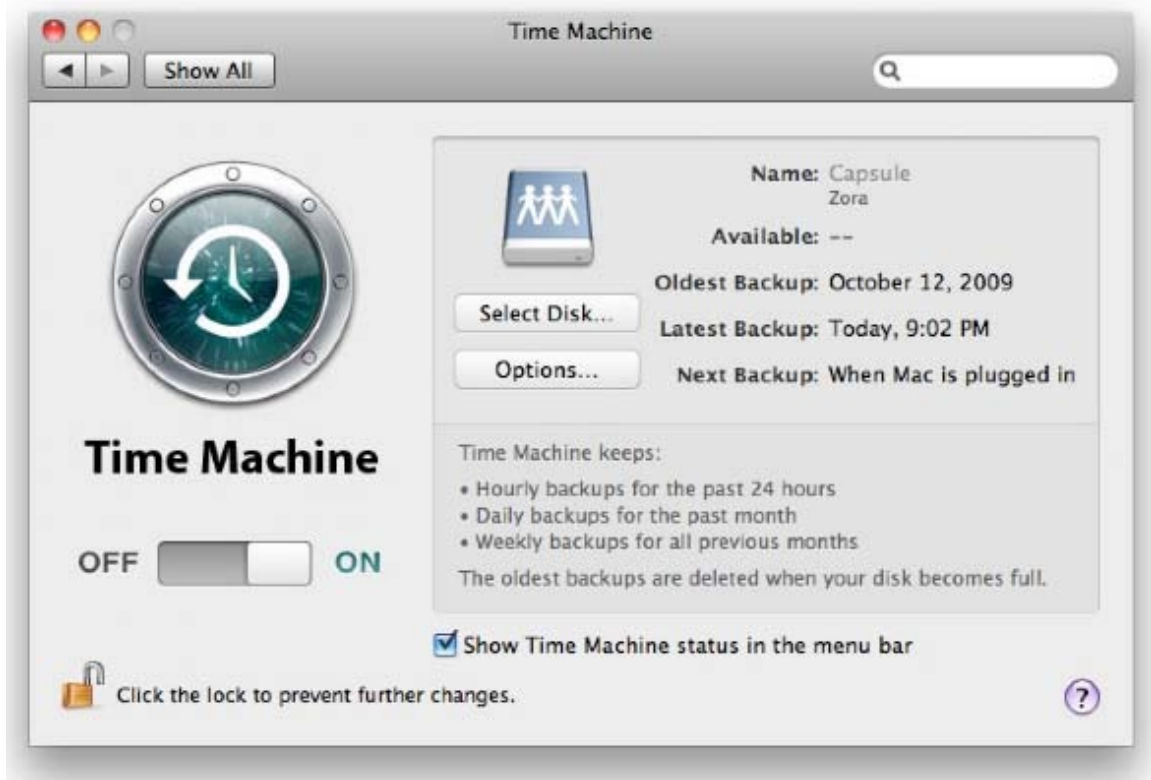 Time Machine
Show All
Name: Capsule
Zora
Available: --
Oldest Backup: October 12, 2009
Select Disk...
Latest Backup: Today, 9:02 PM
Options...
Next Backup: When Mac is plugged in
Time Machine
Time Machine keeps:
• Hourly backups for the past 24 hours
• Daily backups for the past month
• Weekly backups for all previous months
The oldest backups are deleted when your disk becomes full.
OFF ON
Show Time Machine status in the menu bar
Click the lock to prevent further changes.
?